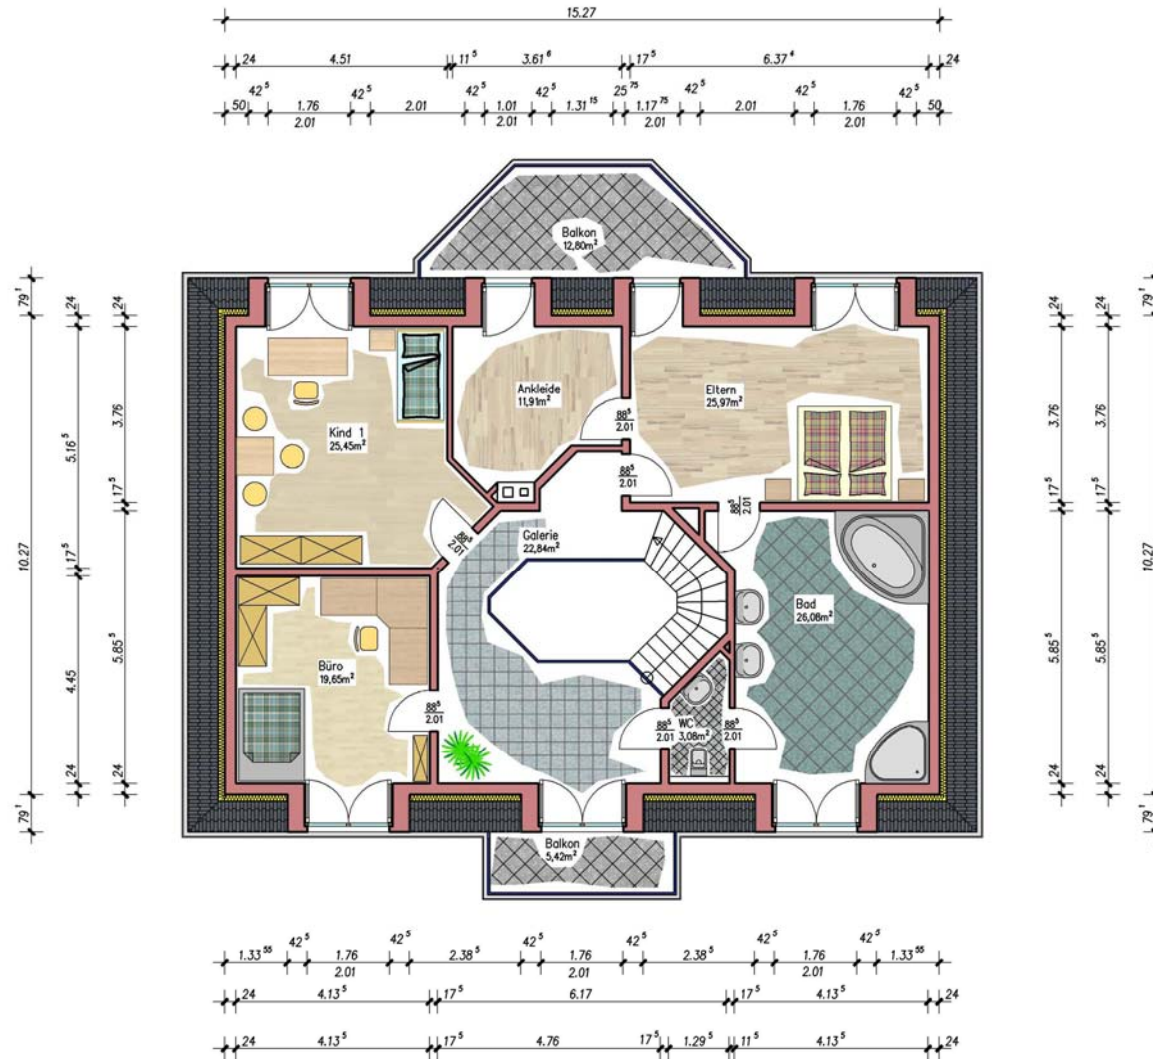 15.27
24 4.51 11⁵ 3.61⁶ 17⁵ 6.37⁴ 24
50 42⁵ 1.76 42⁵ 2.01 42⁵ 1.01 42⁵ 1.31¹⁵ 25⁷⁵ 1.17⁷⁵ 42⁵ 2.01 42⁵ 1.76 42⁵ 50
2.01 2.01 2.01 2.01
Balkon
12,80m²
79¹ 10.27 79¹
24 5.16⁵ 17⁵ 4.45 24
24 3.76 17⁵ 5.85⁵ 24
Ankleide
11,91m²
Eltern
25,97m²
Kind 1
25,45m²
88⁵
2.01
88⁵
2.01
88⁵
2.01
88⁵
2.01
Galerie
22,84m²
Bad
26,08m²
Büro
19,65m²
88⁵
2.01
WC
3,08m²
88⁵
2.01
88⁵
2.01
24 3.76 17⁵ 5.85⁵ 24
24 3.76 17⁵ 5.85⁵ 24
79¹ 10.27 79¹
Balkon
5,42m²
1.33⁵⁵ 42⁵ 1.76 42⁵ 2.38⁵ 42⁵ 1.76 42⁵ 2.38⁵ 42⁵ 1.76 42⁵ 1.33⁵⁵
2.01 2.01 2.01
24 4.13⁵ 17⁵ 6.17 17⁵ 4.13⁵ 24
24 4.13⁵ 17⁵ 4.76 17⁵ 1.29⁵ 11⁵ 4.13⁵ 24